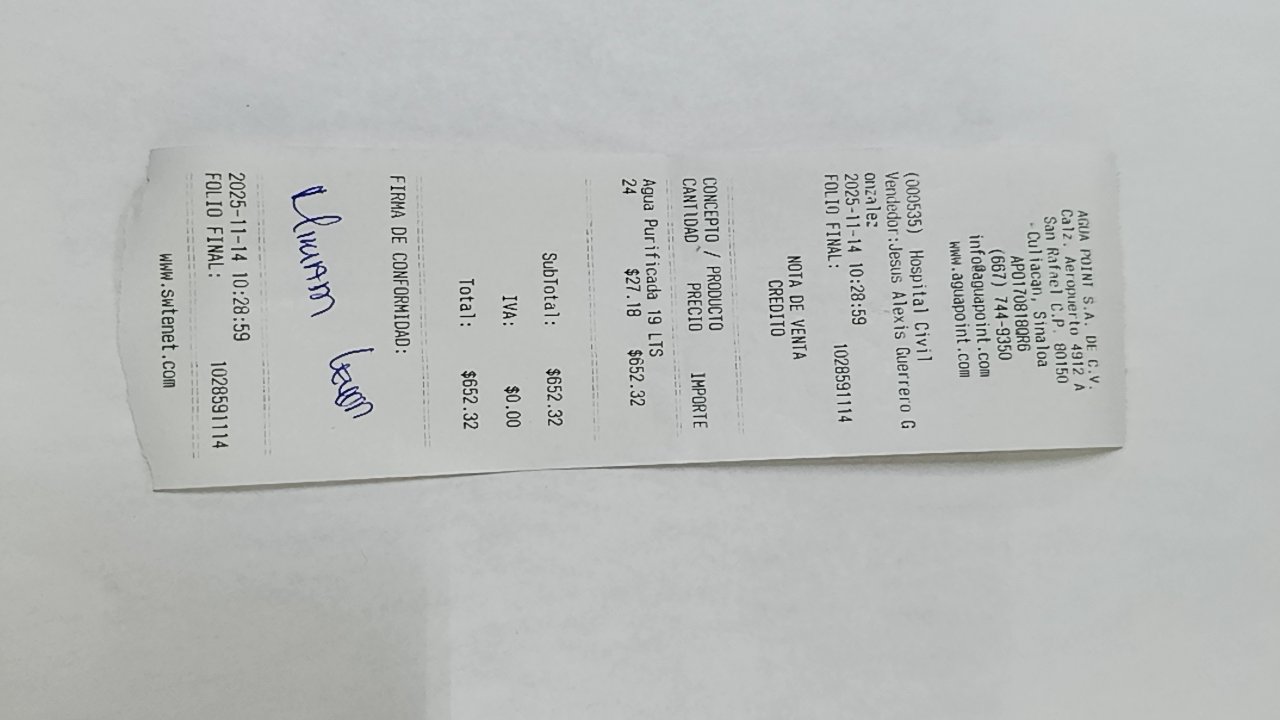 AGUA POINT S.A. DE C.V.
Calz. Aeropuerto 4912 A
San Rafael C.P. 80150
Culiacan, Sinaloa
APO170818QR6
(667) 744-9350
info@aguapoint.com
www.aguapoint.com
(000535) Hospital Civil
Vendedor:Jesus Alexis Guerrero G
onzalez
2025-11-14 10:28:59
FOLIO FINAL: 1028591114
NOTA DE VENTA
CREDITO
CONCEPTO / PRODUCTO
CANTIDAD PRECIO IMPORTE
Agua Purificada 19 LTS
24 $27.18 $652.32
SubTotal: $652.32
IVA: $0.00
Total: $652.32
FIRMA DE CONFORMIDAD:
2025-11-14 10:28:59
FOLIO FINAL: 1028591114
www.swtenet.com